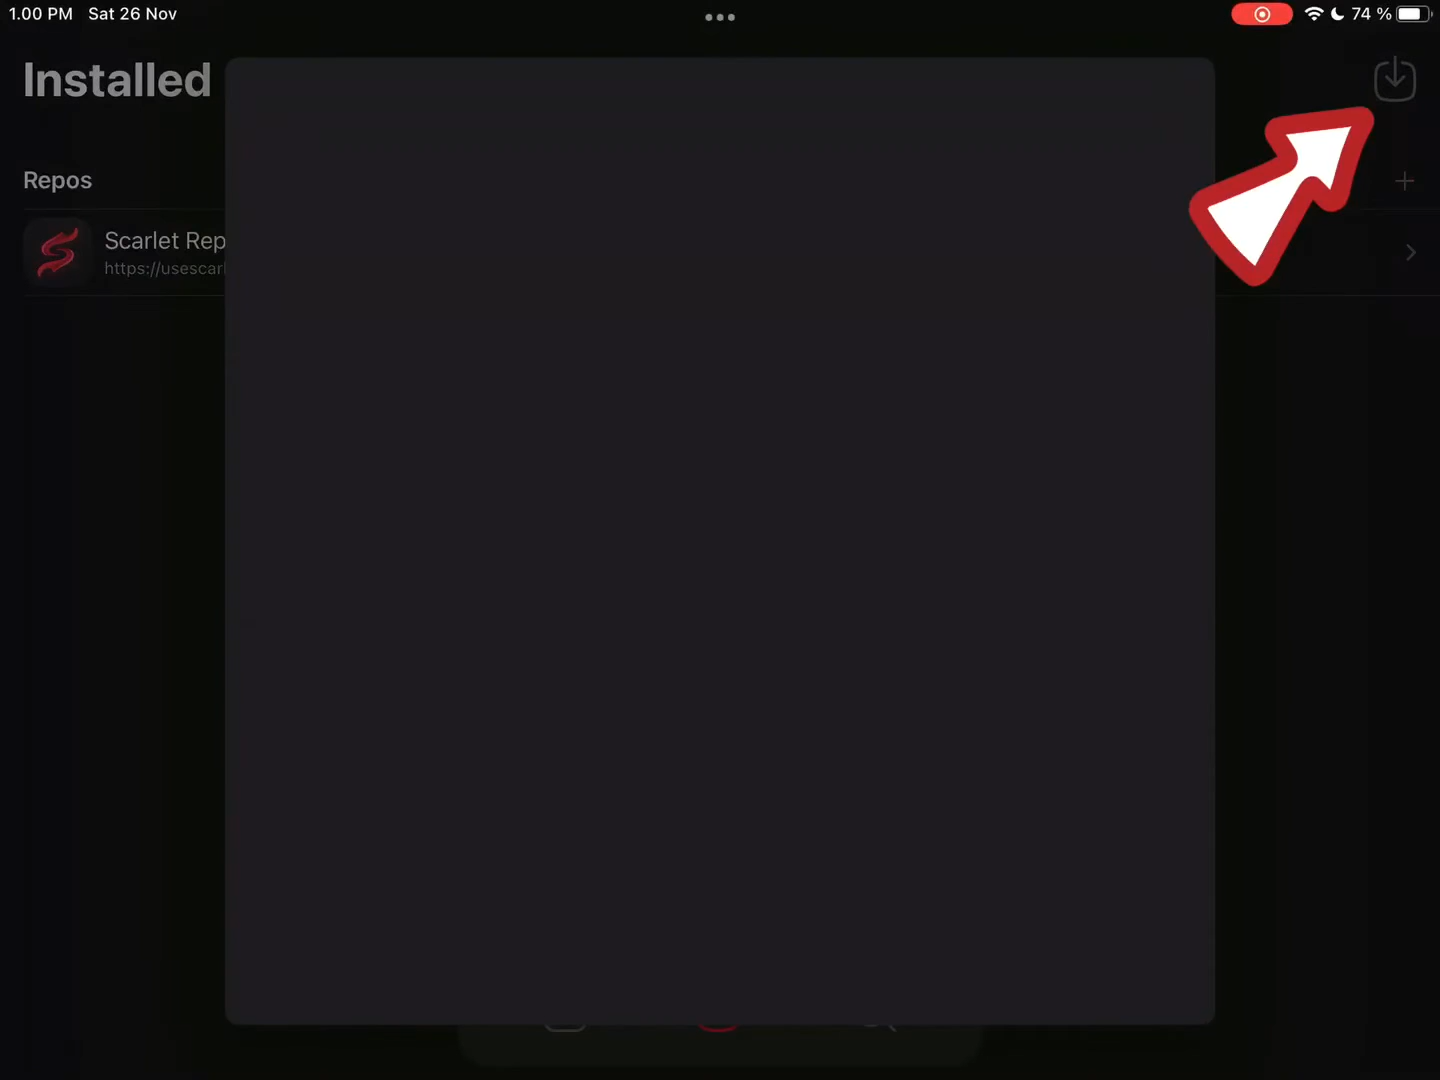 1.00 PM Sat 26 Nov
74 %
Installed
Repos
Scarlet Rep
https://usescarl